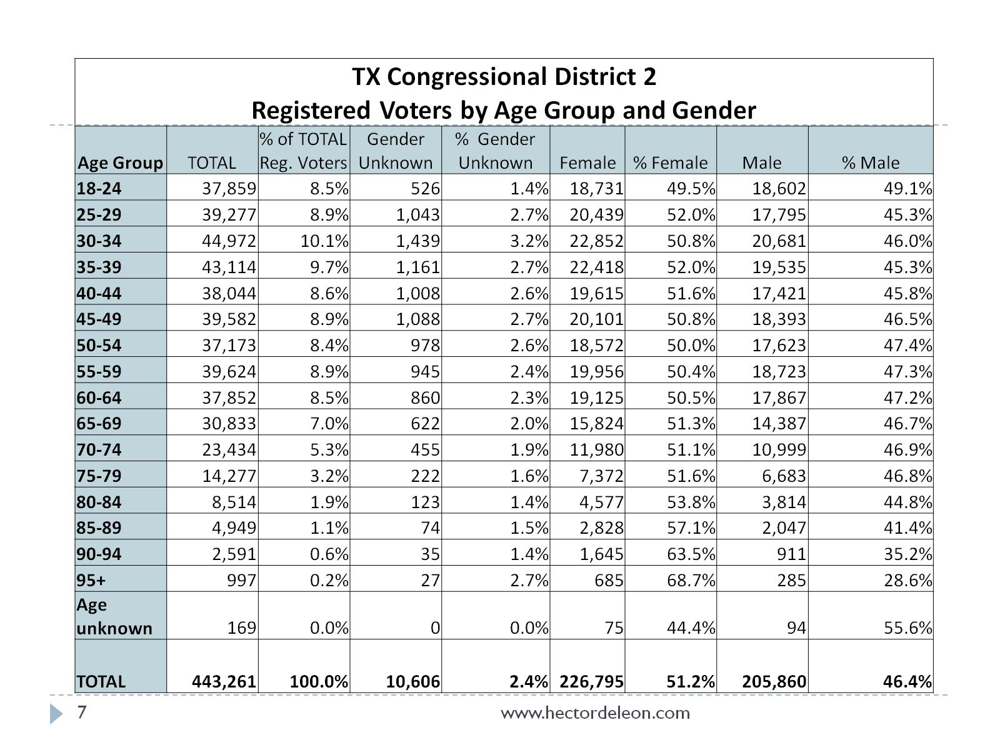 TX Congressional District 2
Registered Voters by Age Group and Gender
Age Group TOTAL % of TOTAL Reg. Voters Gender Unknown % Gender Unknown Female % Female Male % Male
18-24 37,859 8.5% 526 1.4% 18,731 49.5% 18,602 49.1%
25-29 39,277 8.9% 1,043 2.7% 20,439 52.0% 17,795 45.3%
30-34 44,972 10.1% 1,439 3.2% 22,852 50.8% 20,681 46.0%
35-39 43,114 9.7% 1,161 2.7% 22,418 52.0% 19,535 45.3%
40-44 38,044 8.6% 1,008 2.6% 19,615 51.6% 17,421 45.8%
45-49 39,582 8.9% 1,088 2.7% 20,101 50.8% 18,393 46.5%
50-54 37,173 8.4% 978 2.6% 18,572 50.0% 17,623 47.4%
55-59 39,624 8.9% 945 2.4% 19,956 50.4% 18,723 47.3%
60-64 37,852 8.5% 860 2.3% 19,125 50.5% 17,867 47.2%
65-69 30,833 7.0% 622 2.0% 15,824 51.3% 14,387 46.7%
70-74 23,434 5.3% 455 1.9% 11,980 51.1% 10,999 46.9%
75-79 14,277 3.2% 222 1.6% 7,372 51.6% 6,683 46.8%
80-84 8,514 1.9% 123 1.4% 4,577 53.8% 3,814 44.8%
85-89 4,949 1.1% 74 1.5% 2,828 57.1% 2,047 41.4%
90-94 2,591 0.6% 35 1.4% 1,645 63.5% 911 35.2%
95+ 997 0.2% 27 2.7% 685 68.7% 285 28.6%
Age
unknown 169 0.0% 0 0.0% 75 44.4% 94 55.6%
TOTAL 443,261 100.0% 10,606 2.4% 226,795 51.2% 205,860 46.4%
7 www.hectordeleon.com